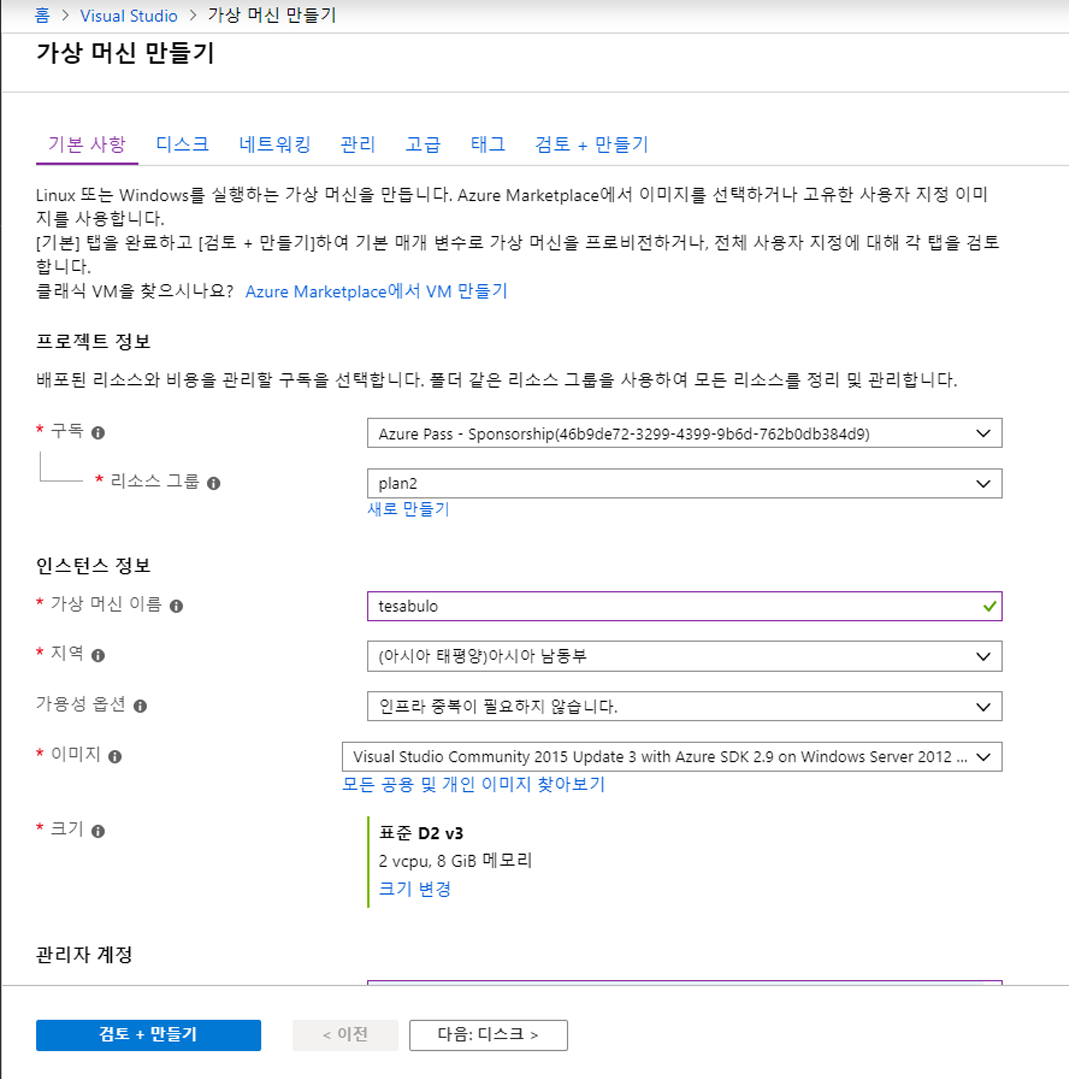 홈 > Visual Studio > 가상 머신 만들기
가상 머신 만들기
기본 사항 디스크 네트워킹 관리 고급 태그 검토 + 만들기
Linux 또는 Windows를 실행하는 가상 머신을 만듭니다. Azure Marketplace에서 이미지를 선택하거나 고유한 사용자 지정 이미
지를 사용합니다.
[기본] 탭을 완료하고 [검토 + 만들기]하여 기본 매개 변수로 가상 머신을 프로비전하거나, 전체 사용자 지정에 대해 각 탭을 검토
합니다.
클래식 VM을 찾으시나요? Azure Marketplace에서 VM 만들기
프로젝트 정보
배포된 리소스와 비용을 관리할 구독을 선택합니다. 폴더 같은 리소스 그룹을 사용하여 모든 리소스를 정리 및 관리합니다.
* 구독 Azure Pass - Sponsorship(46b9de72-3299-4399-9b6d-762b0db384d9)
* 리소스 그룹 plan2
새로 만들기
인스턴스 정보
* 가상 머신 이름 tesabulo
* 지역 (아시아 태평양)아시아 남동부
가용성 옵션 인프라 중복이 필요하지 않습니다.
* 이미지 Visual Studio Community 2015 Update 3 with Azure SDK 2.9 on Windows Server 2012 ...
모든 공용 및 개인 이미지 찾아보기
* 크기 표준 D2 v3
2 vcpu, 8 GiB 메모리
크기 변경
관리자 계정
검토 + 만들기 < 이전 다음: 디스크 >